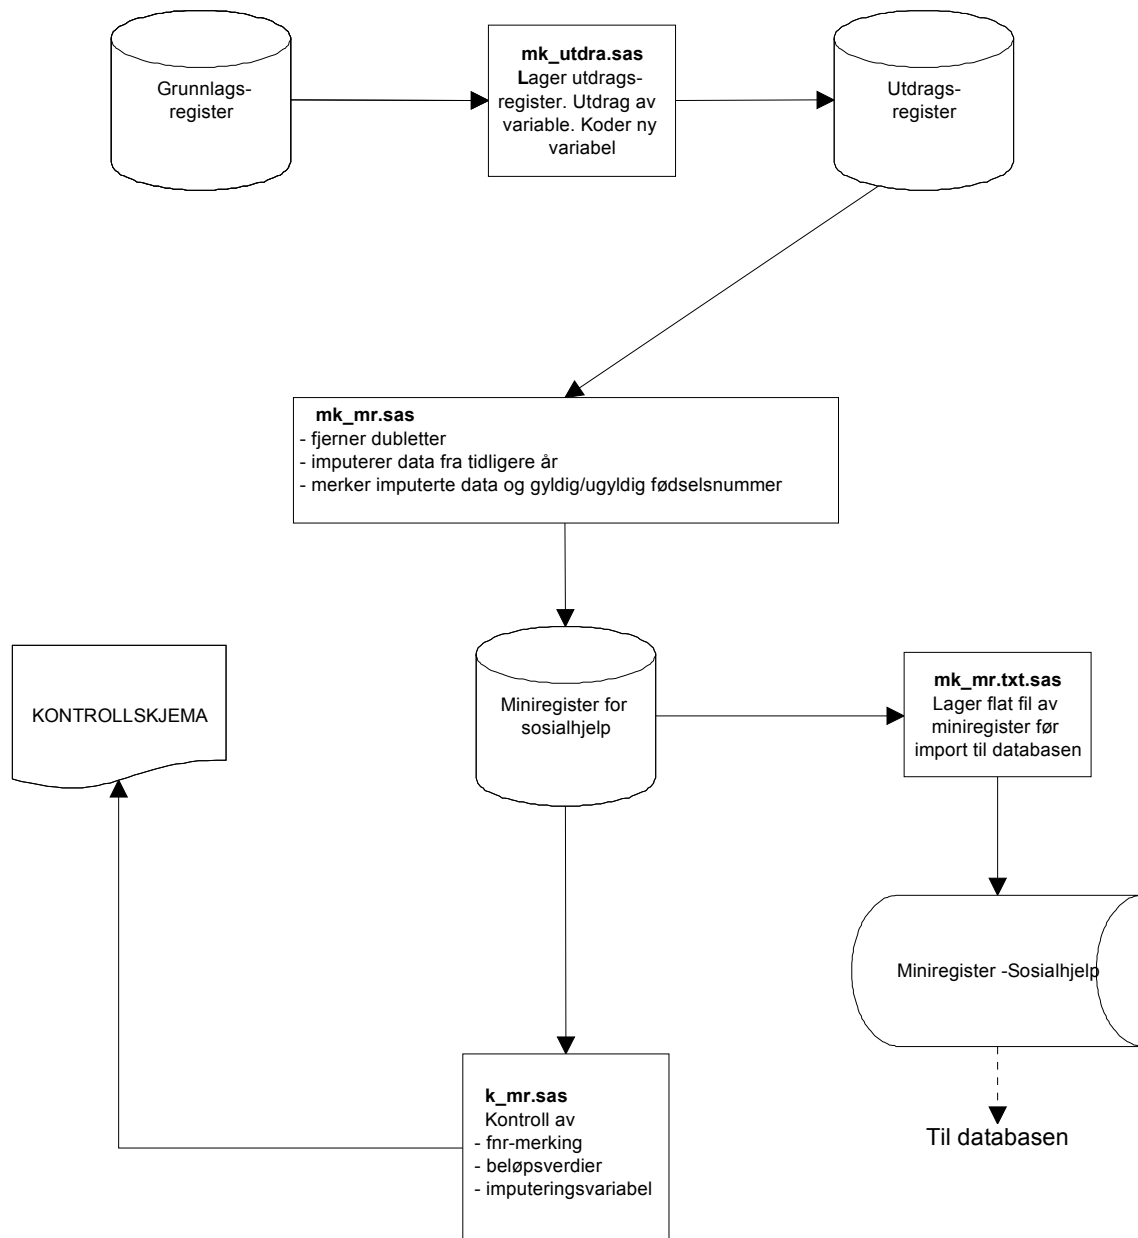 Grunnlags-
register
mk_utdra.sas
Lager utdrags-
register. Utdrag av
variable. Koder ny
variabel
Utdrags-
register
mk_mr.sas
- fjerner dubletter
- imputerer data fra tidligere år
- merker imputerte data og gyldig/ugyldig fødselsnummer
KONTROLLSKJEMA
Miniregister for
sosialhjelp
mk_mr.txt.sas
Lager flat fil av
miniregister før
import til databasen
Miniregister -Sosialhjelp
Til databasen
k_mr.sas
Kontroll av
- fnr-merking
- beløpsverdier
- imputeringsvariabel